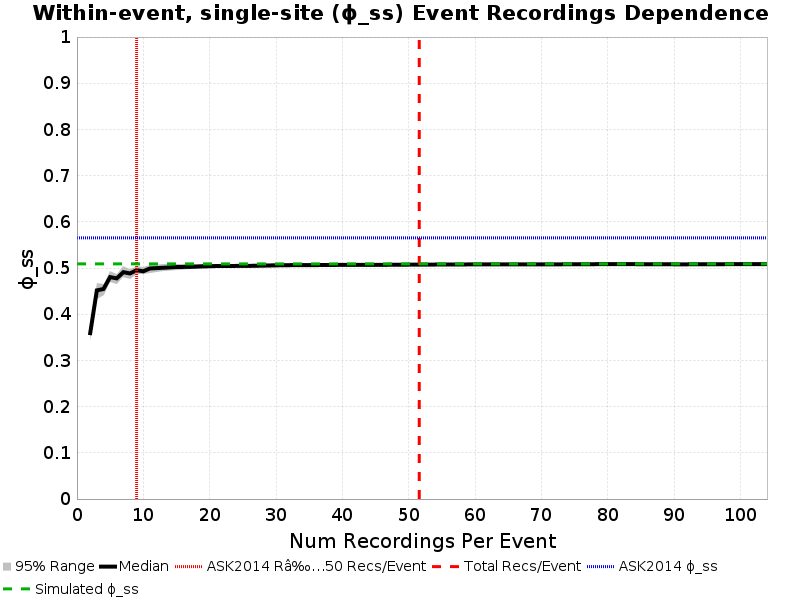 Within-event, single-site (ϕ_ss) Event Recordings Dependence
1
0.9
0.8
0.7
0.6
0.5
0.4
0.3
0.2
0.1
0
ϕ_ss
0 10 20 30 40 50 60 70 80 90 100
Num Recordings Per Event
95% Range Median ASK2014 Râ‰…50 Recs/Event Total Recs/Event ASK2014 ϕ_ss
Simulated ϕ_ss